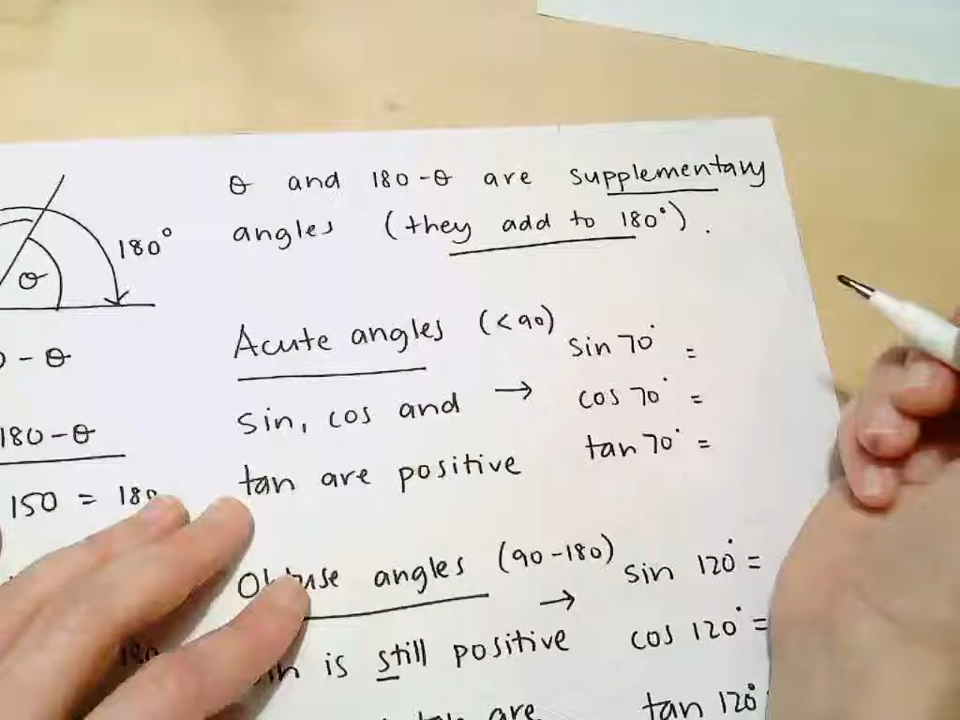 θ and 180-θ are supplementary
angles (they add to 180°).
180°
θ
- θ
180-θ
150 = 180
Acute angles (<90)
sin, cos and →
tan are positive
sin 70° =
cos 70° =
tan 70° =
angles (90-180)
→
is still positive
are
sin 120° =
cos 120° =
tan 120°